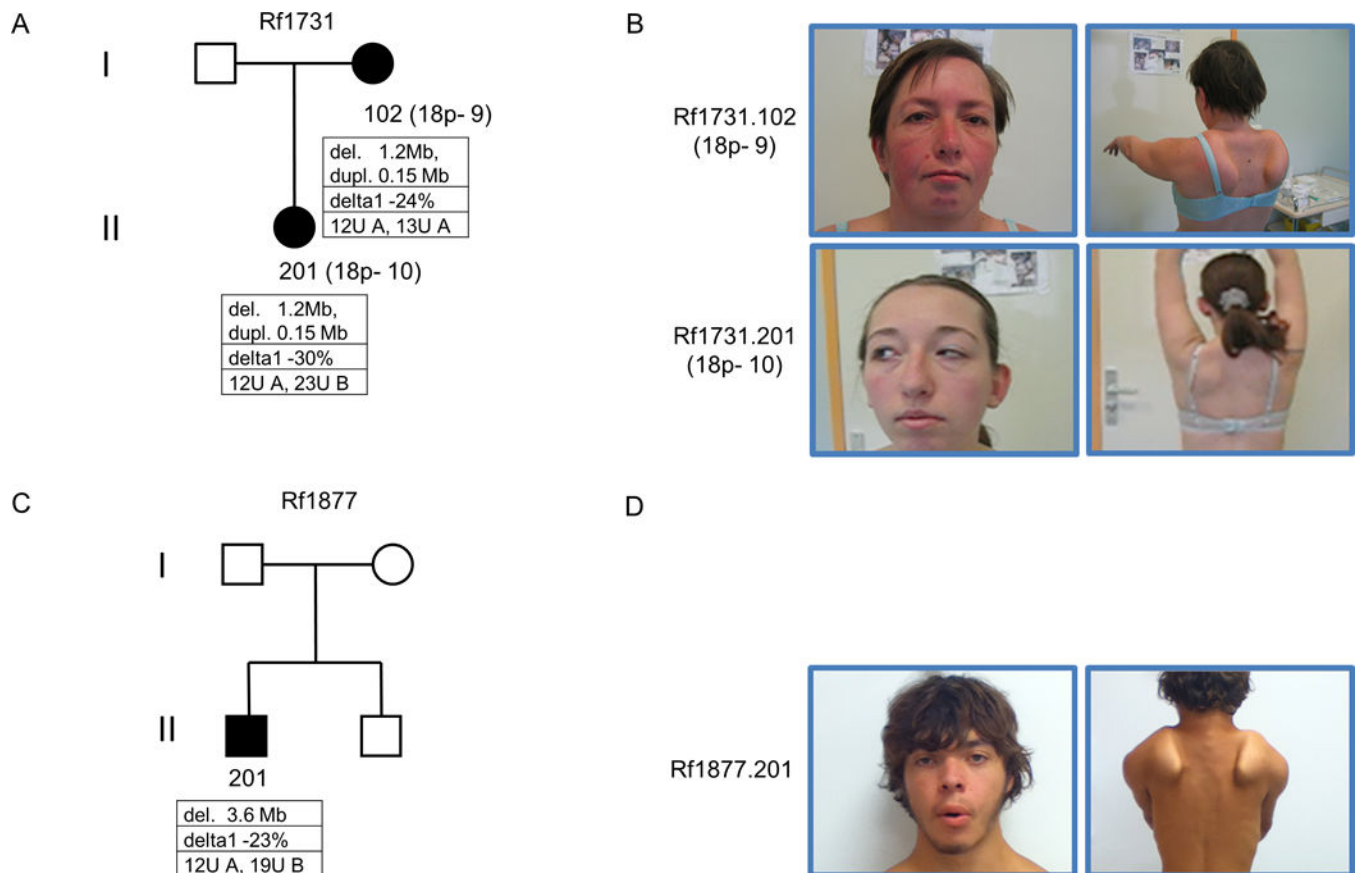 A
Rf1731
I
102 (18p- 9)
del. 1.2Mb,
dupl. 0.15 Mb
delta1 -24%
12U A, 13U A
II
201 (18p- 10)
del. 1.2Mb,
dupl. 0.15 Mb
delta1 -30%
12U A, 23U B
B
Rf1731.102
(18p- 9)
Rf1731.201
(18p- 10)
C
Rf1877
I
II
201
del. 3.6 Mb
delta1 -23%
12U A, 19U B
D
Rf1877.201